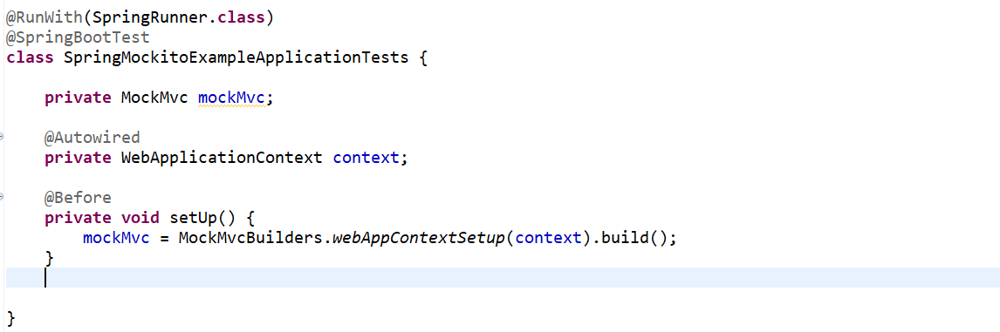 @RunWith(SpringRunner.class)
@SpringBootTest
class SpringMockitoExampleApplicationTests {
private MockMvc mockMvc;
@Autowired
private WebApplicationContext context;
@Before
private void setUp() {
mockMvc = MockMvcBuilders.webAppContextSetup(context).build();
}
}